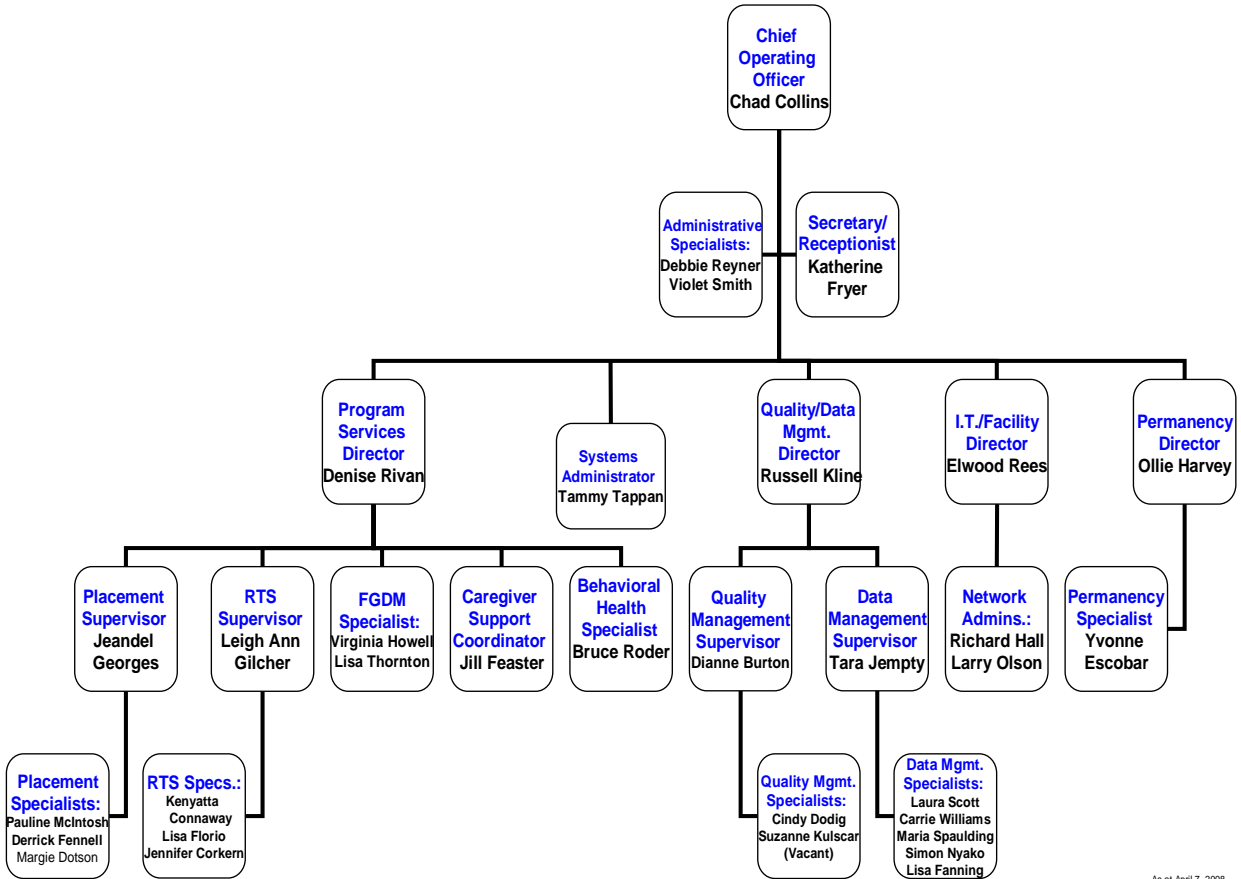 Chief
Operating
Officer
Chad Collins
Administrative
Specialists:
Debbie Reyner
Violet Smith
Secretary/
Receptionist
Katherine
Fryer
Program
Services
Director
Denise Rivan
Systems
Administrator
Tammy Tappan
Quality/Data
Mgmt.
Director
Russell Kline
I.T./Facility
Director
Elwood Rees
Permanency
Director
Ollie Harvey
Placement
Supervisor
Jeandel
Georges
RTS
Supervisor
Leigh Ann
Gilcher
FGDM
Specialist:
Virginia Howell
Lisa Thornton
Caregiver
Support
Coordinator
Jill Feaster
Behavioral
Health
Specialist
Bruce Roder
Quality
Management
Supervisor
Dianne Burton
Data
Management
Supervisor
Tara Jempty
Network
Admins.:
Richard Hall
Larry Olson
Permanency
Specialist
Yvonne
Escobar
Placement
Specialists:
Pauline McIntosh
Derrick Fennell
Margie Dotson
RTS Specs.:
Kenyatta
Connaway
Lisa Florio
Jennifer Corkern
Quality Mgmt.
Specialists:
Cindy Dodig
Suzanne Kulscar
(Vacant)
Data Mgmt.
Specialists:
Laura Scott
Carrie Williams
Maria Spaulding
Simon Nyako
Lisa Fanning
As at April 7, 2008